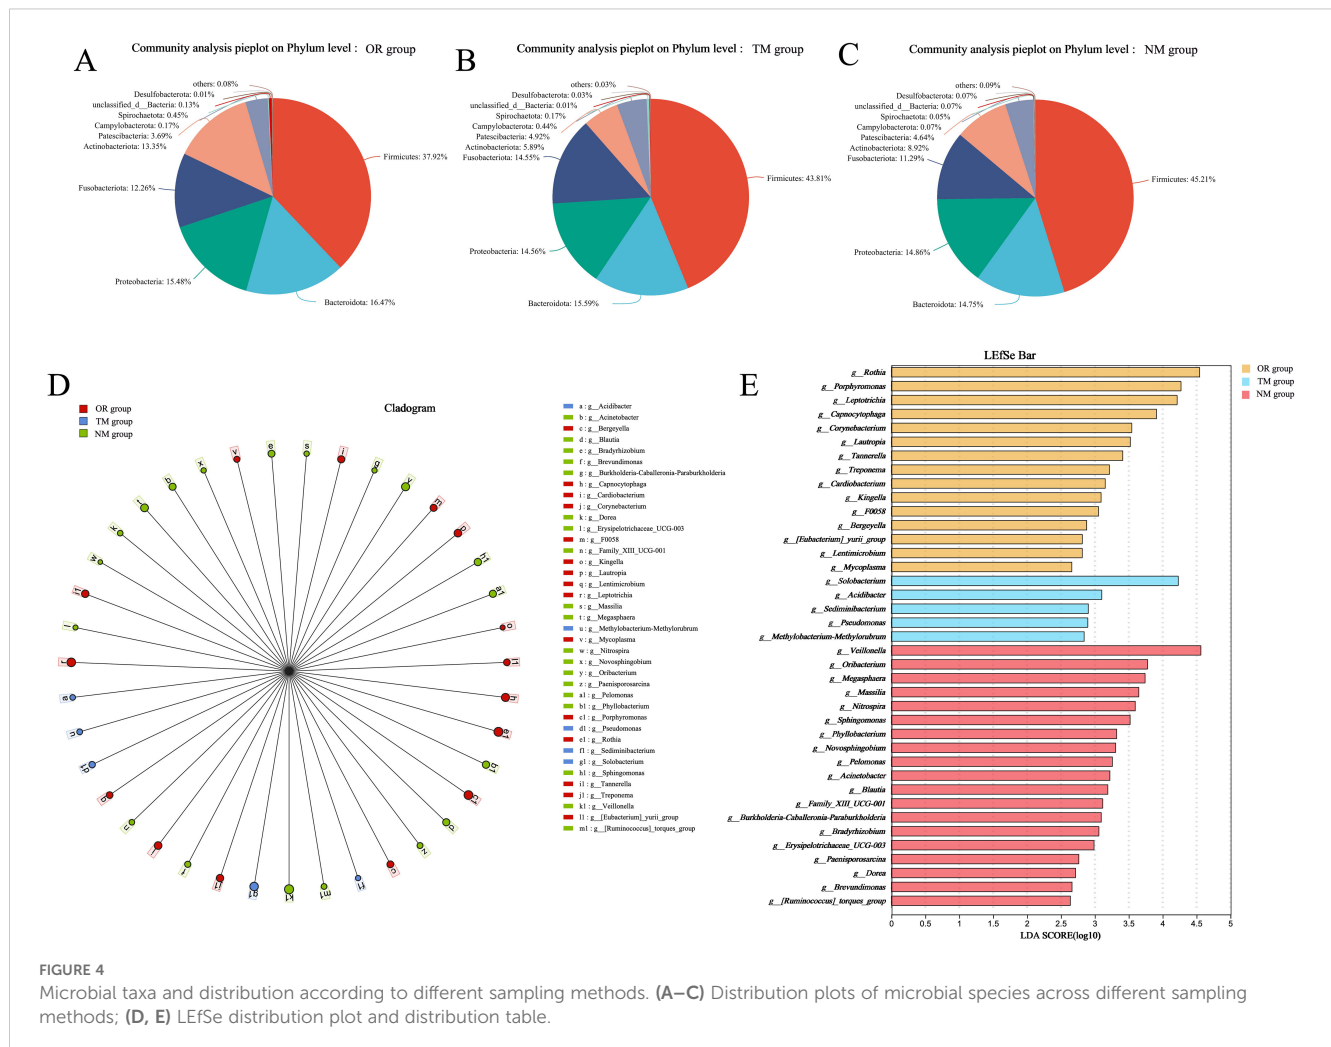 A
Community analysis pieplot on Phylum level : OR group
others: 0.08%
Desulfobacterota: 0.01%
unclassified_d__Bacteria: 0.13%
Spirochaetota: 0.45%
Campylobacterota: 0.17%
Patescibacteria: 3.69%
Actinobacteriota: 13.35%
Fusobacteriota: 12.26%
Proteobacteria: 15.48%
Bacteroidota: 16.47%
Firmicutes: 37.92%
B
Community analysis pieplot on Phylum level : TM group
others: 0.03%
Desulfobacterota: 0.03%
unclassified_d__Bacteria: 0.01%
Spirochaetota: 0.17%
Campylobacterota: 0.44%
Patescibacteria: 4.92%
Actinobacteriota: 5.89%
Fusobacteriota: 14.55%
Proteobacteria: 14.56%
Bacteroidota: 15.59%
Firmicutes: 43.81%
C
Community analysis pieplot on Phylum level : NM group
others: 0.09%
Desulfobacterota: 0.07%
unclassified_d__Bacteria: 0.07%
Spirochaetota: 0.05%
Campylobacterota: 0.07%
Patescibacteria: 4.64%
Actinobacteriota: 8.92%
Fusobacteriota: 11.29%
Proteobacteria: 14.86%
Bacteroidota: 14.75%
Firmicutes: 45.21%
D
OR group
TM group
NM group
Cladogram
a : g__Acidibacter
b : g__Acinetobacter
c : g__Bergeyella
d : g__Blautia
e : g__Bradyrhizobium
f : g__Brevundimonas
g : g__Burkholderia-Caballeronia-Paraburkholderia
h : g__Capnocytophaga
i : g__Cardiobacterium
j : g__Corynebacterium
k : g__Dorea
l : g__Erysipelotrichaceae_UCG-003
m : g__F0058
n : g__Family_XIII_UCG-001
o : g__Kingella
p : g__Lautropia
q : g__Lentimicrobium
r : g__Leptotrichia
s : g__Massilia
t : g__Megasphaera
u : g__Methylobacterium-Methylorubrum
v : g__Mycoplasma
w : g__Nitrospira
x : g__Novosphingobium
y : g__Oribacterium
z : g__Paenisporosarcina
a1 : g__Pelomonas
b1 : g__Phyllobacterium
c1 : g__Porphyromonas
d1 : g__Pseudomonas
e1 : g__Rothia
f1 : g__Sediminibacterium
g1 : g__Solobacterium
h1 : g__Sphingomonas
i1 : g__Tannerella
j1 : g__Treponema
k1 : g__Veillonella
l1 : g__[Eubacterium]_yurii_group
m1 : g__[Ruminococcus]_torques_group
E
LEfSe Bar
OR group
TM group
NM group
g__Rothia
g__Porphyromonas
g__Leptotrichia
g__Capnocytophaga
g__Corynebacterium
g__Lautropia
g__Tannerella
g__Treponema
g__Cardiobacterium
g__Kingella
g__F0058
g__Bergeyella
g__[Eubacterium]_yurii_group
g__Lentimicrobium
g__Mycoplasma
g__Solobacterium
g__Acidibacter
g__Sediminibacterium
g__Pseudomonas
g__Methylobacterium-Methylorubrum
g__Veillonella
g__Oribacterium
g__Megasphaera
g__Massilia
g__Nitrospira
g__Sphingomonas
g__Phyllobacterium
g__Novosphingobium
g__Pelomonas
g__Acinetobacter
g__Blautia
g__Family_XIII_UCG-001
g__Burkholderia-Caballeronia-Paraburkholderia
g__Bradyrhizobium
g__Erysipelotrichaceae_UCG-003
g__Paenisporosarcina
g__Dorea
g__Brevundimonas
g__[Ruminococcus]_torques_group
0 0.5 1 1.5 2 2.5 3 3.5 4 4.5 5
LDA SCORE(log10)
FIGURE 4
Microbial taxa and distribution according to different sampling methods. (A–C) Distribution plots of microbial species across different sampling
methods; (D, E) LEfSe distribution plot and distribution table.